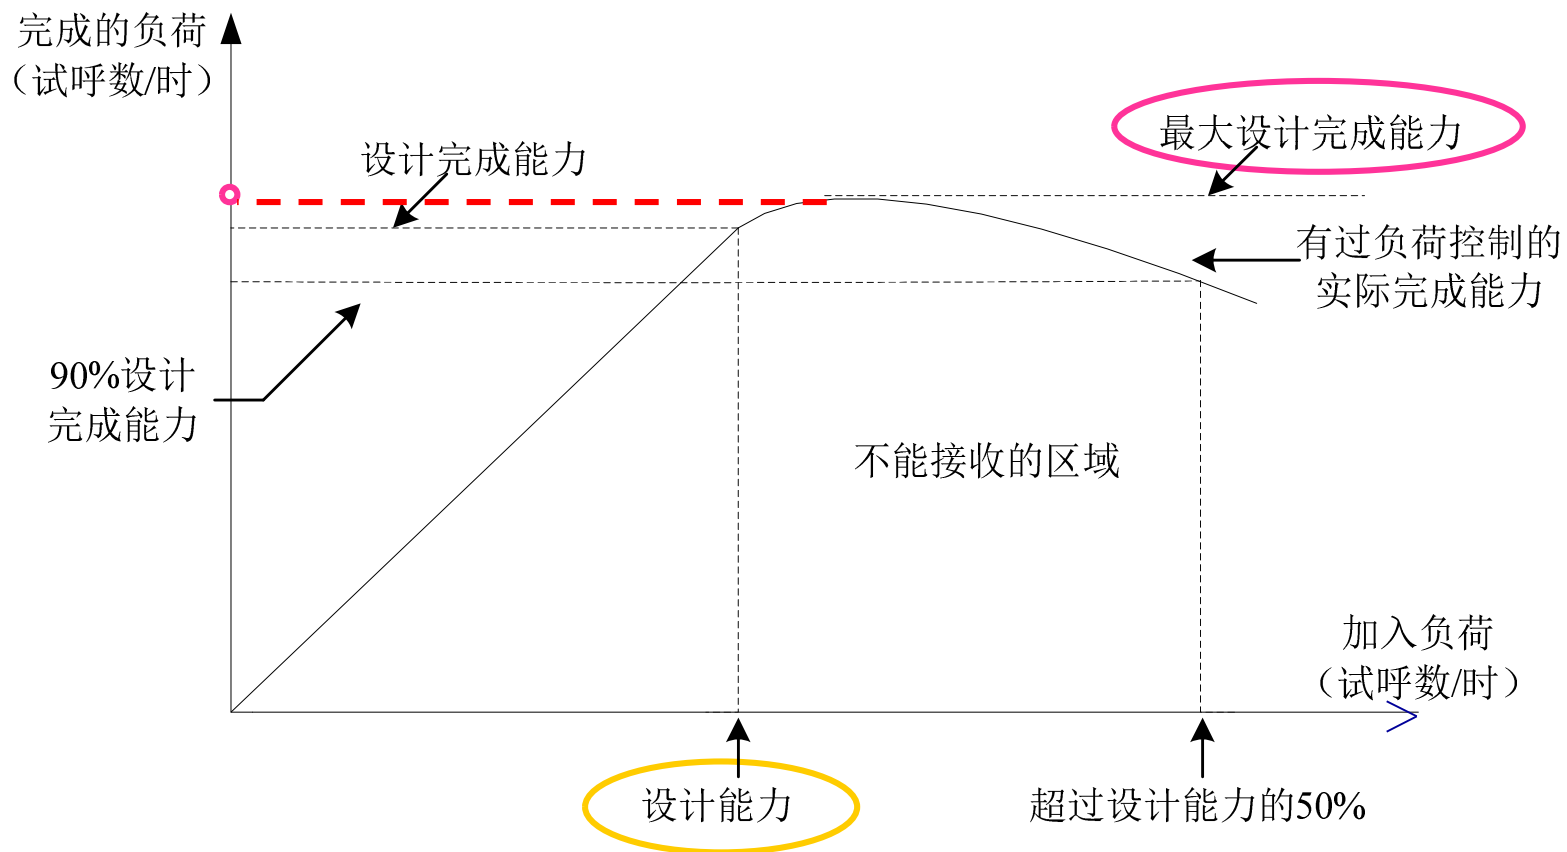 完成的负荷
（试呼数/时）
设计完成能力
最大设计完成能力
有过负荷控制的
实际完成能力
90%设计
完成能力
不能接收的区域
加入负荷
（试呼数/时）
设计能力
超过设计能力的50%